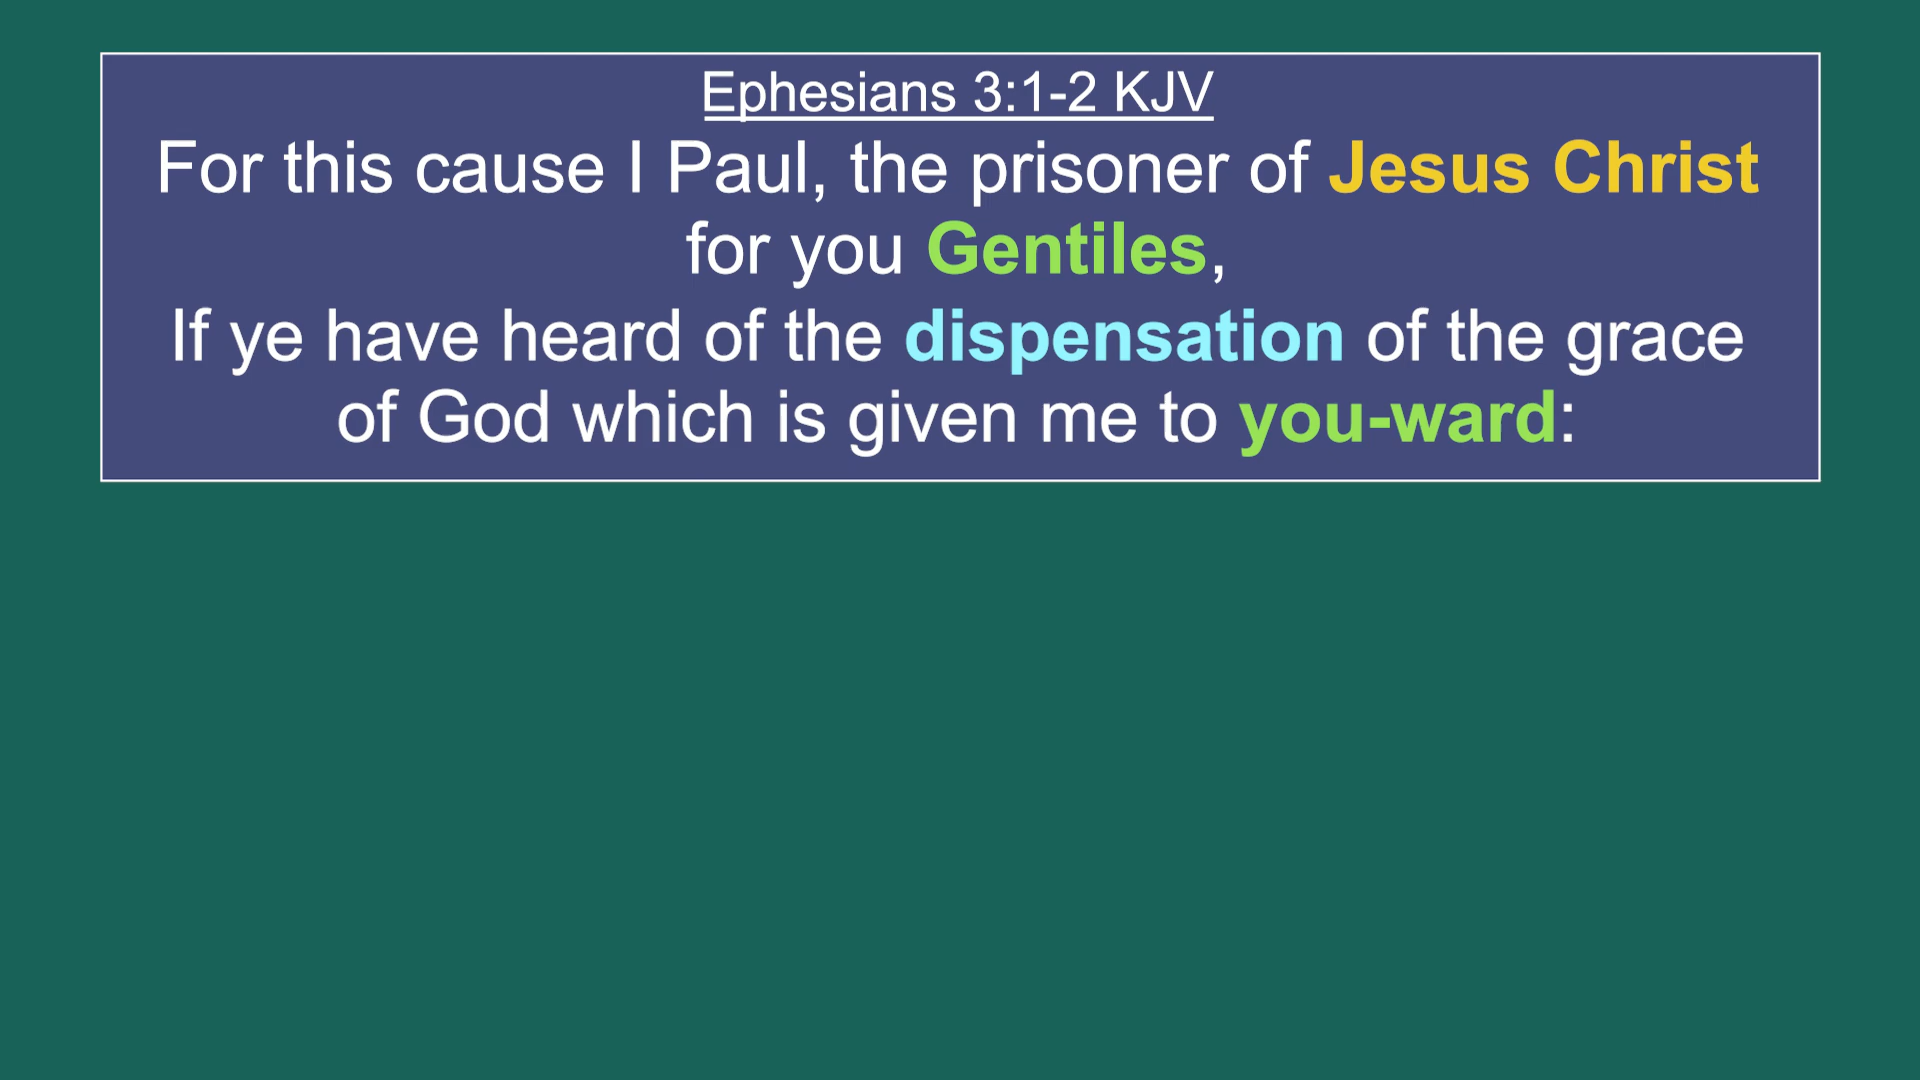 Ephesians 3:1-2 KJV
For this cause I Paul, the prisoner of Jesus Christ
for you Gentiles,
If ye have heard of the dispensation of the grace
of God which is given me to you-ward: